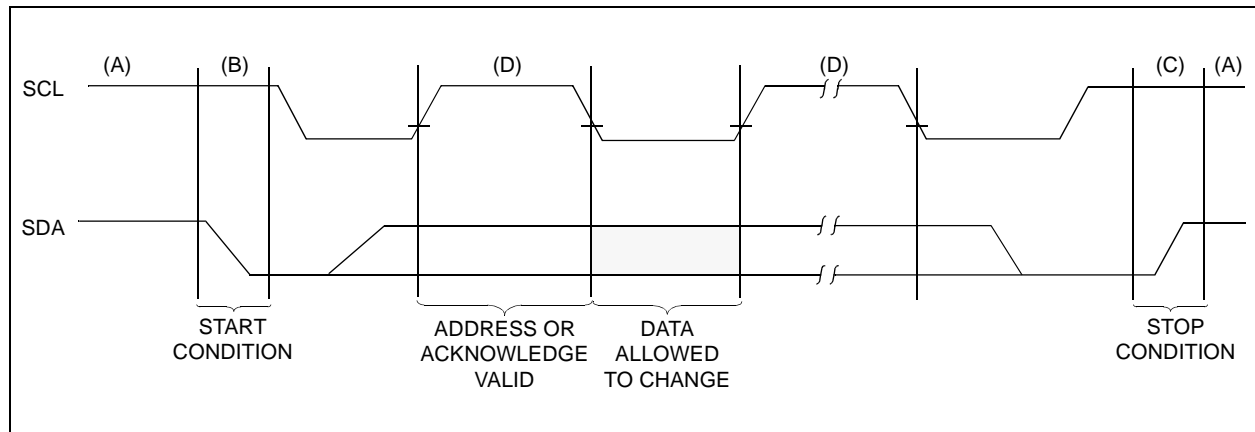 (A) (B) (D) (D) (C) (A)
SCL
SDA
START
CONDITION
ADDRESS OR
ACKNOWLEDGE
VALID
DATA
ALLOWED
TO CHANGE
STOP
CONDITION